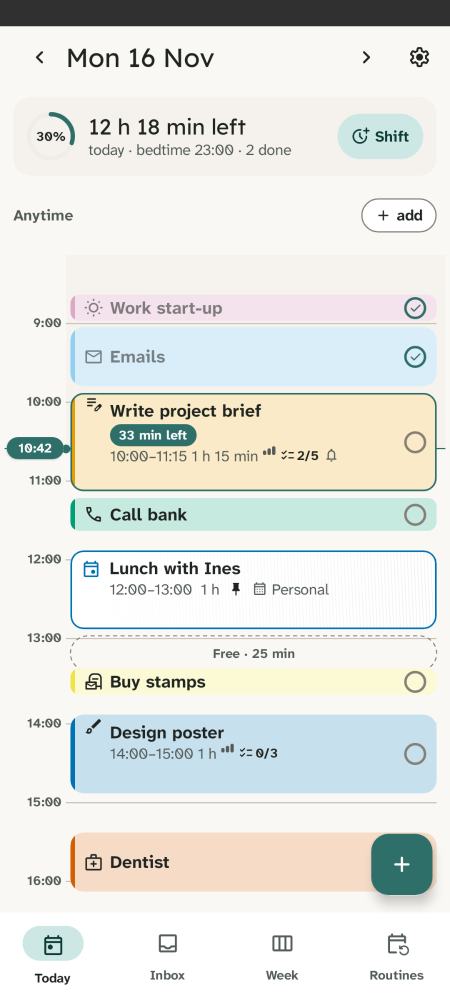 Mon 16 Nov
30%
12 h 18 min left
today · bedtime 23:00 · 2 done
Shift
Anytime
+ add
Work start-up
9:00
Emails
10:00
Write project brief
33 min left
10:42
10:00–11:15 1 h 15 min 2/5
11:00
Call bank
12:00
Lunch with Ines
12:00–13:00 1 h Personal
13:00
Free · 25 min
Buy stamps
14:00
Design poster
14:00–15:00 1 h 0/3
15:00
Dentist
16:00
+
Today Inbox Week Routines